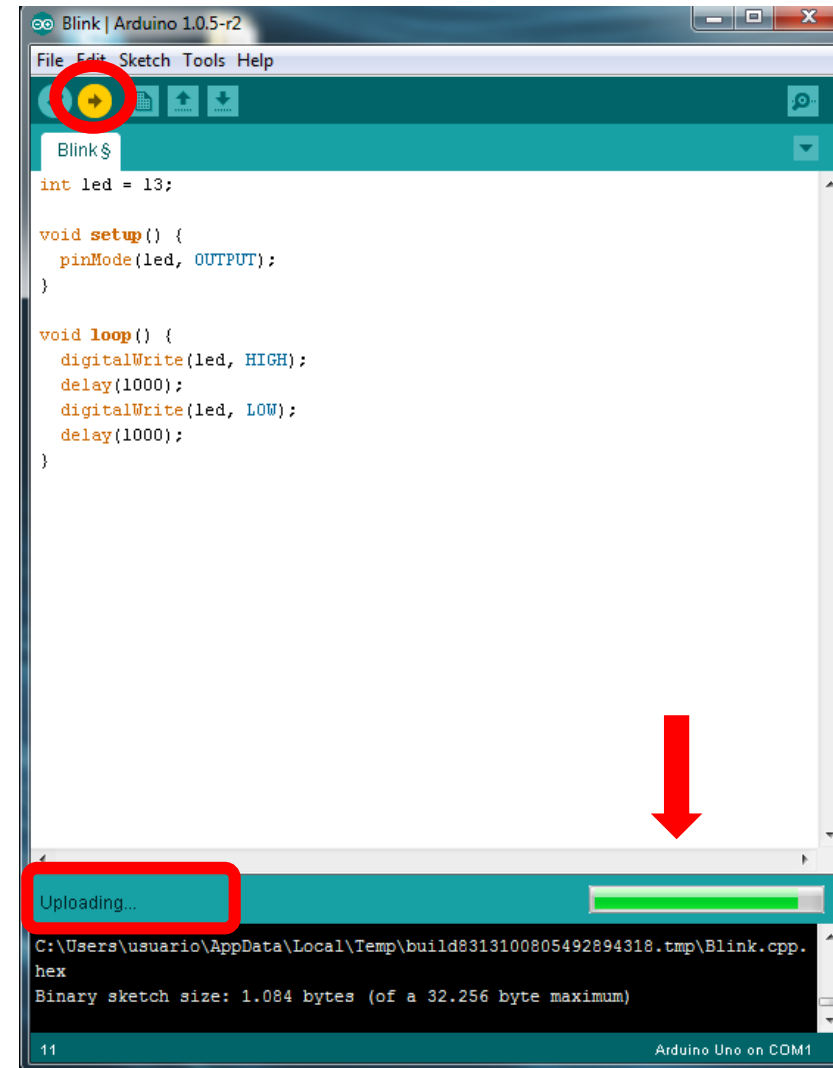 Blink | Arduino 1.0.5-r2
File Edit Sketch Tools Help
Blink§
int led = 13;
void setup() {
pinMode(led, OUTPUT);
}
void loop() {
digitalWrite(led, HIGH);
delay(1000);
digitalWrite(led, LOW);
delay(1000);
}
Uploading...
C:\Users\usuario\AppData\Local\Temp\build8313100805492894318.tmp\Blink.cpp.
hex
Binary sketch size: 1.084 bytes (of a 32.256 byte maximum)
11 Arduino Uno on COM1